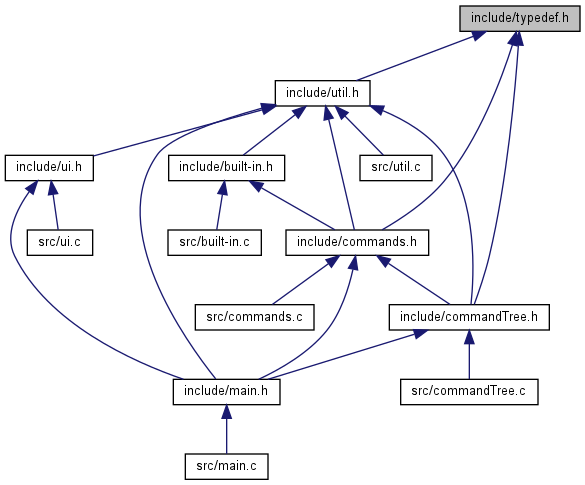 include/typedef.h
include/util.h
include/ui.h
include/built-in.h
src/util.c
src/ui.c
src/built-in.c
include/commands.h
src/commands.c
include/commandTree.h
include/main.h
src/commandTree.c
src/main.c